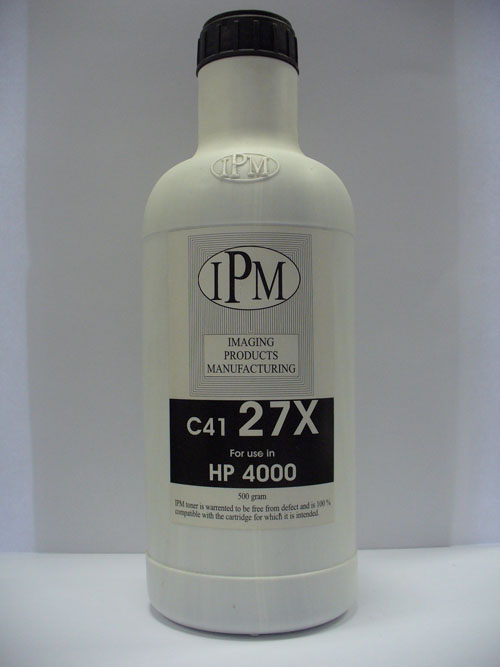 IPM
IPM
IMAGING
PRODUCTS
MANUFACTURING
C41 27X
For use in
HP 4000
500 gram
IPM toner is warrented to be free from defect and is 100 %
compatible with the cartridge for which it is intended.